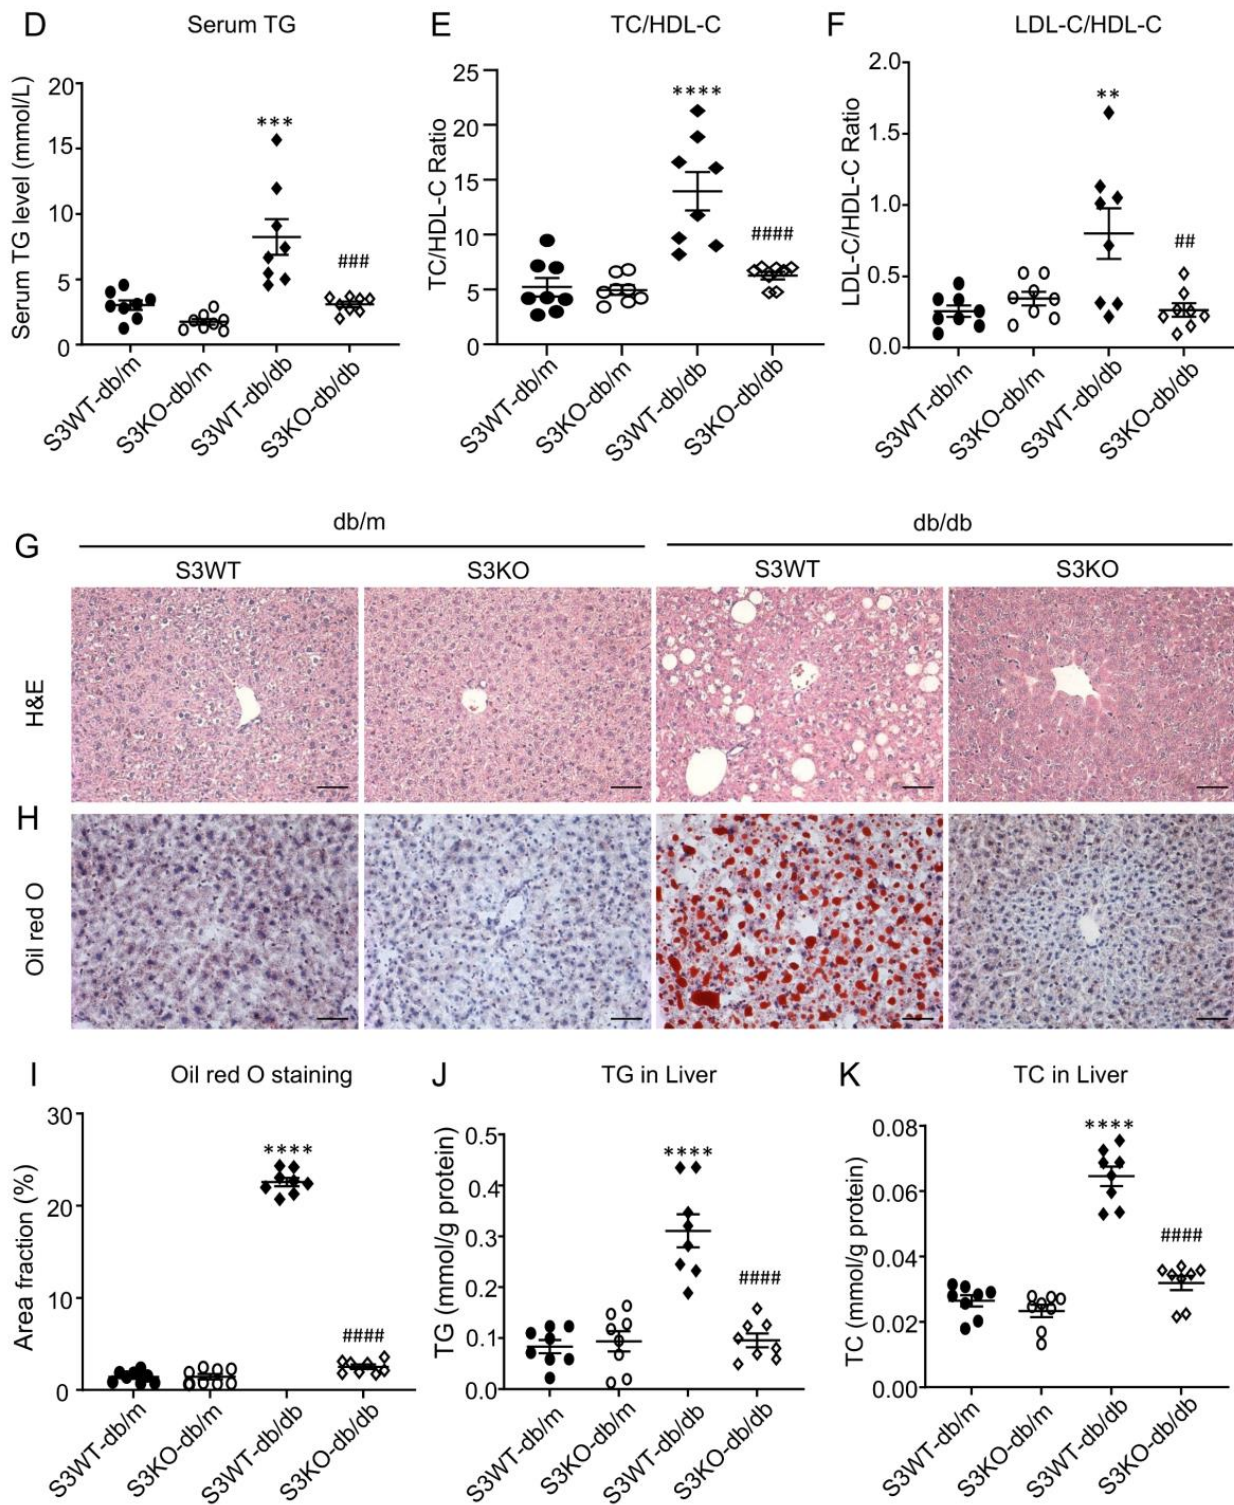 D Serum TG
E TC/HDL-C
F LDL-C/HDL-C
Serum TG level (mmol/L)
20
15
10
5
0
***
###
S3WT-db/m
S3KO-db/m
S3WT-db/db
S3KO-db/db
TC/HDL-C Ratio
25
20
15
10
5
0
****
####
S3WT-db/m
S3KO-db/m
S3WT-db/db
S3KO-db/db
LDL-C/HDL-C Ratio
2.0
1.5
1.0
0.5
0.0
**
##
S3WT-db/m
S3KO-db/m
S3WT-db/db
S3KO-db/db
G
db/m
db/db
S3WT
S3KO
S3WT
S3KO
H&E
H
Oil red O
I Oil red O staining
J TG in Liver
K TC in Liver
Area fraction (%)
30
20
10
0
****
####
S3WT-db/m
S3KO-db/m
S3WT-db/db
S3KO-db/db
TG (mmol/g protein)
0.5
0.4
0.3
0.2
0.1
0.0
****
####
S3WT-db/m
S3KO-db/m
S3WT-db/db
S3KO-db/db
TC (mmol/g protein)
0.08
0.06
0.04
0.02
0.00
****
####
S3WT-db/m
S3KO-db/m
S3WT-db/db
S3KO-db/db